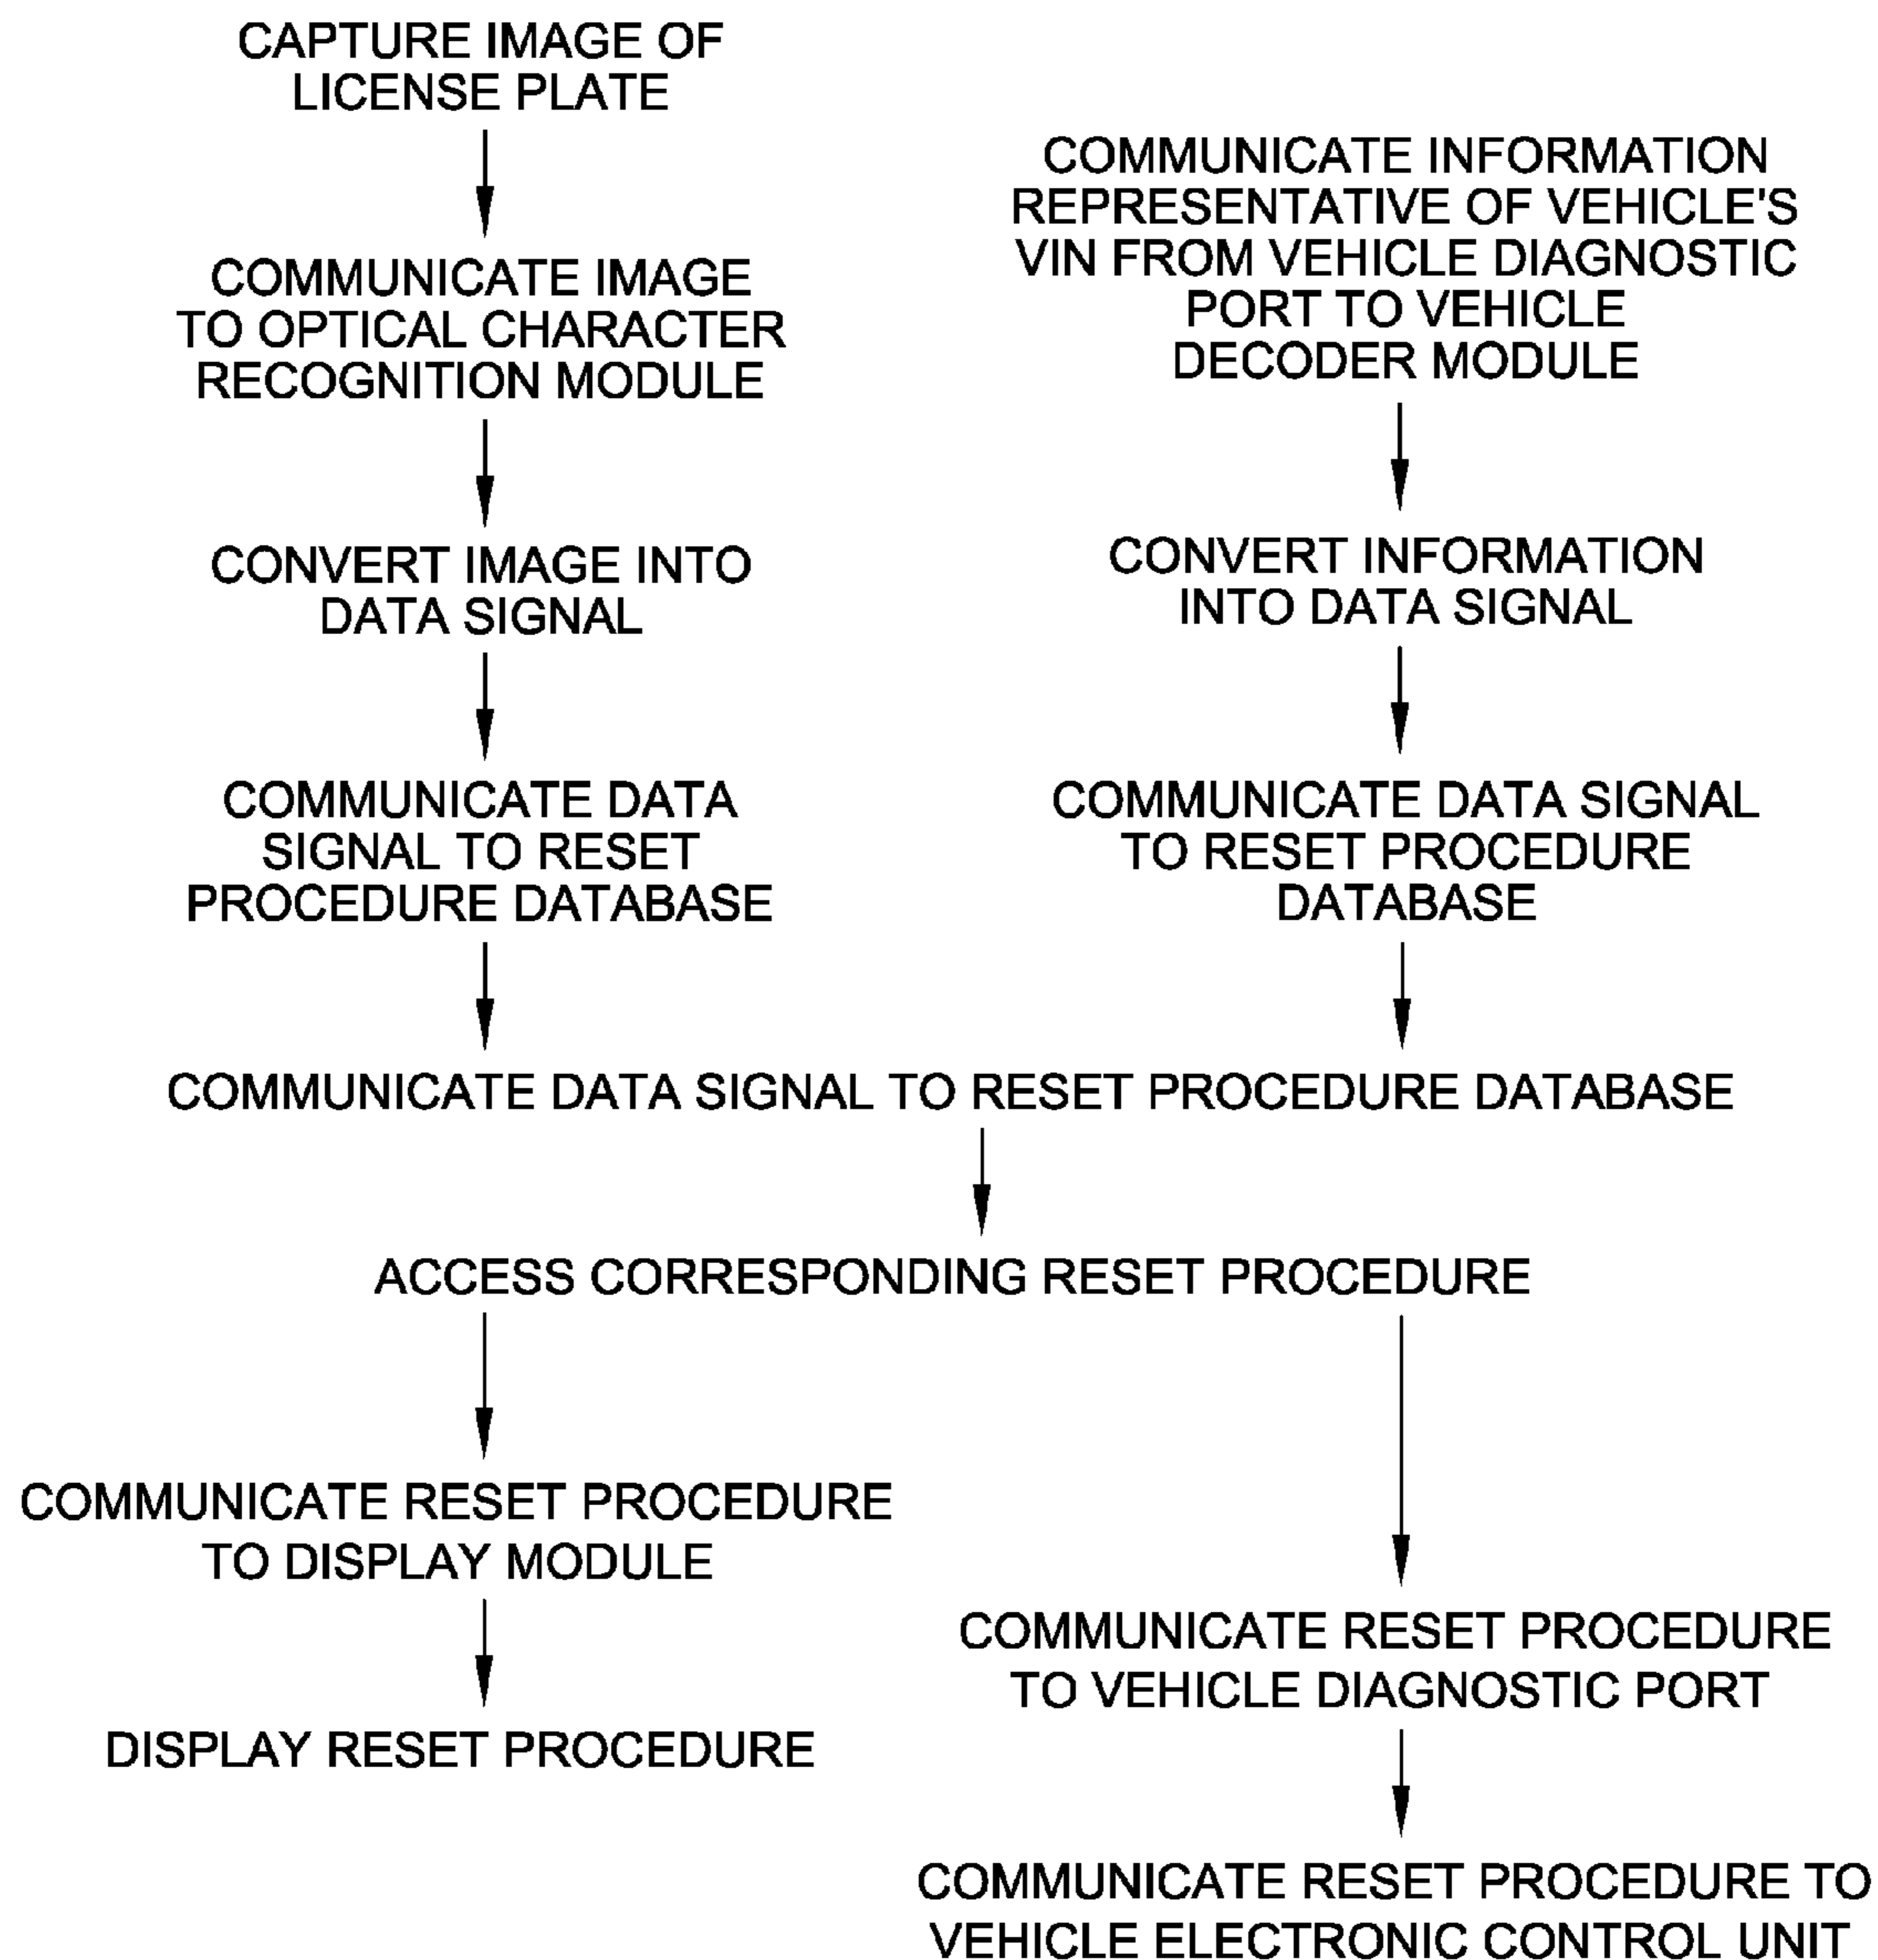 CAPTURE IMAGE OF
LICENSE PLATE
COMMUNICATE IMAGE
TO OPTICAL CHARACTER
RECOGNITION MODULE
CONVERT IMAGE INTO
DATA SIGNAL
COMMUNICATE DATA
SIGNAL TO RESET
PROCEDURE DATABASE
COMMUNICATE INFORMATION
REPRESENTATIVE OF VEHICLE'S
VIN FROM VEHICLE DIAGNOSTIC
PORT TO VEHICLE
DECODER MODULE
CONVERT INFORMATION
INTO DATA SIGNAL
COMMUNICATE DATA SIGNAL
TO RESET PROCEDURE
DATABASE
COMMUNICATE DATA SIGNAL TO RESET PROCEDURE DATABASE
ACCESS CORRESPONDING RESET PROCEDURE
COMMUNICATE RESET PROCEDURE
TO DISPLAY MODULE
DISPLAY RESET PROCEDURE
COMMUNICATE RESET PROCEDURE
TO VEHICLE DIAGNOSTIC PORT
COMMUNICATE RESET PROCEDURE TO
VEHICLE ELECTRONIC CONTROL UNIT